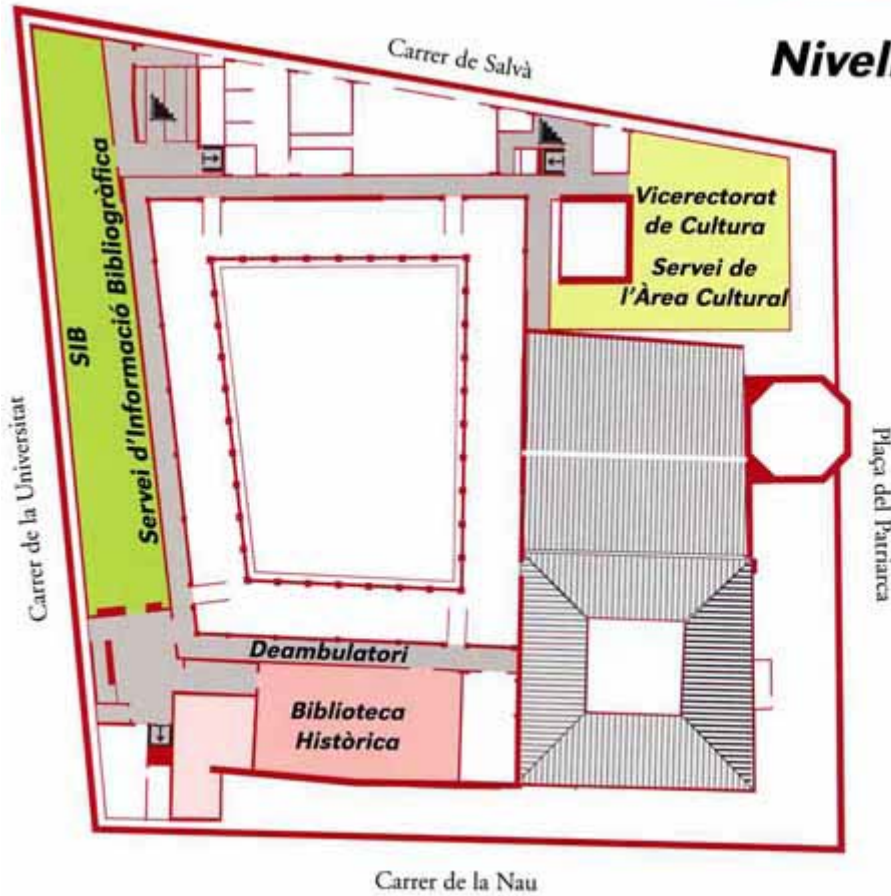 Carrer de Salvà
Nivell
Vicerectorat
de Cultura
Servei de
l'Àrea Cultural
SIB
Servei d'Informació Bibliogràfica
Carrer de la Universitat
Plaça del Patriarca
Deambulatori
Biblioteca
Històrica
Carrer de la Nau